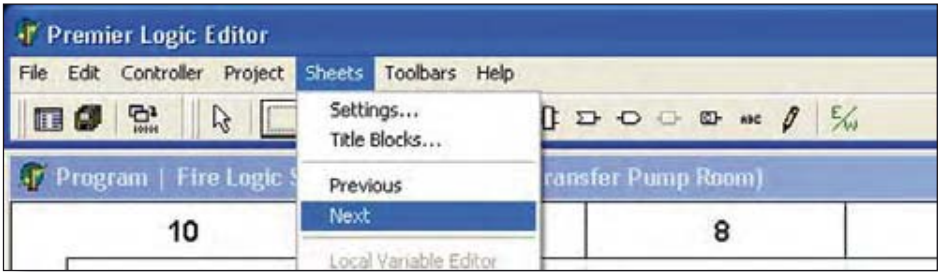 Premier Logic Editor
File Edit Controller Project Sheets Toolbars Help
Settings...
Title Blocks...
ABC E/W
Program | Fire Logic S ransfer Pump Room)
Previous
Next
10 8
Local Variable Editor